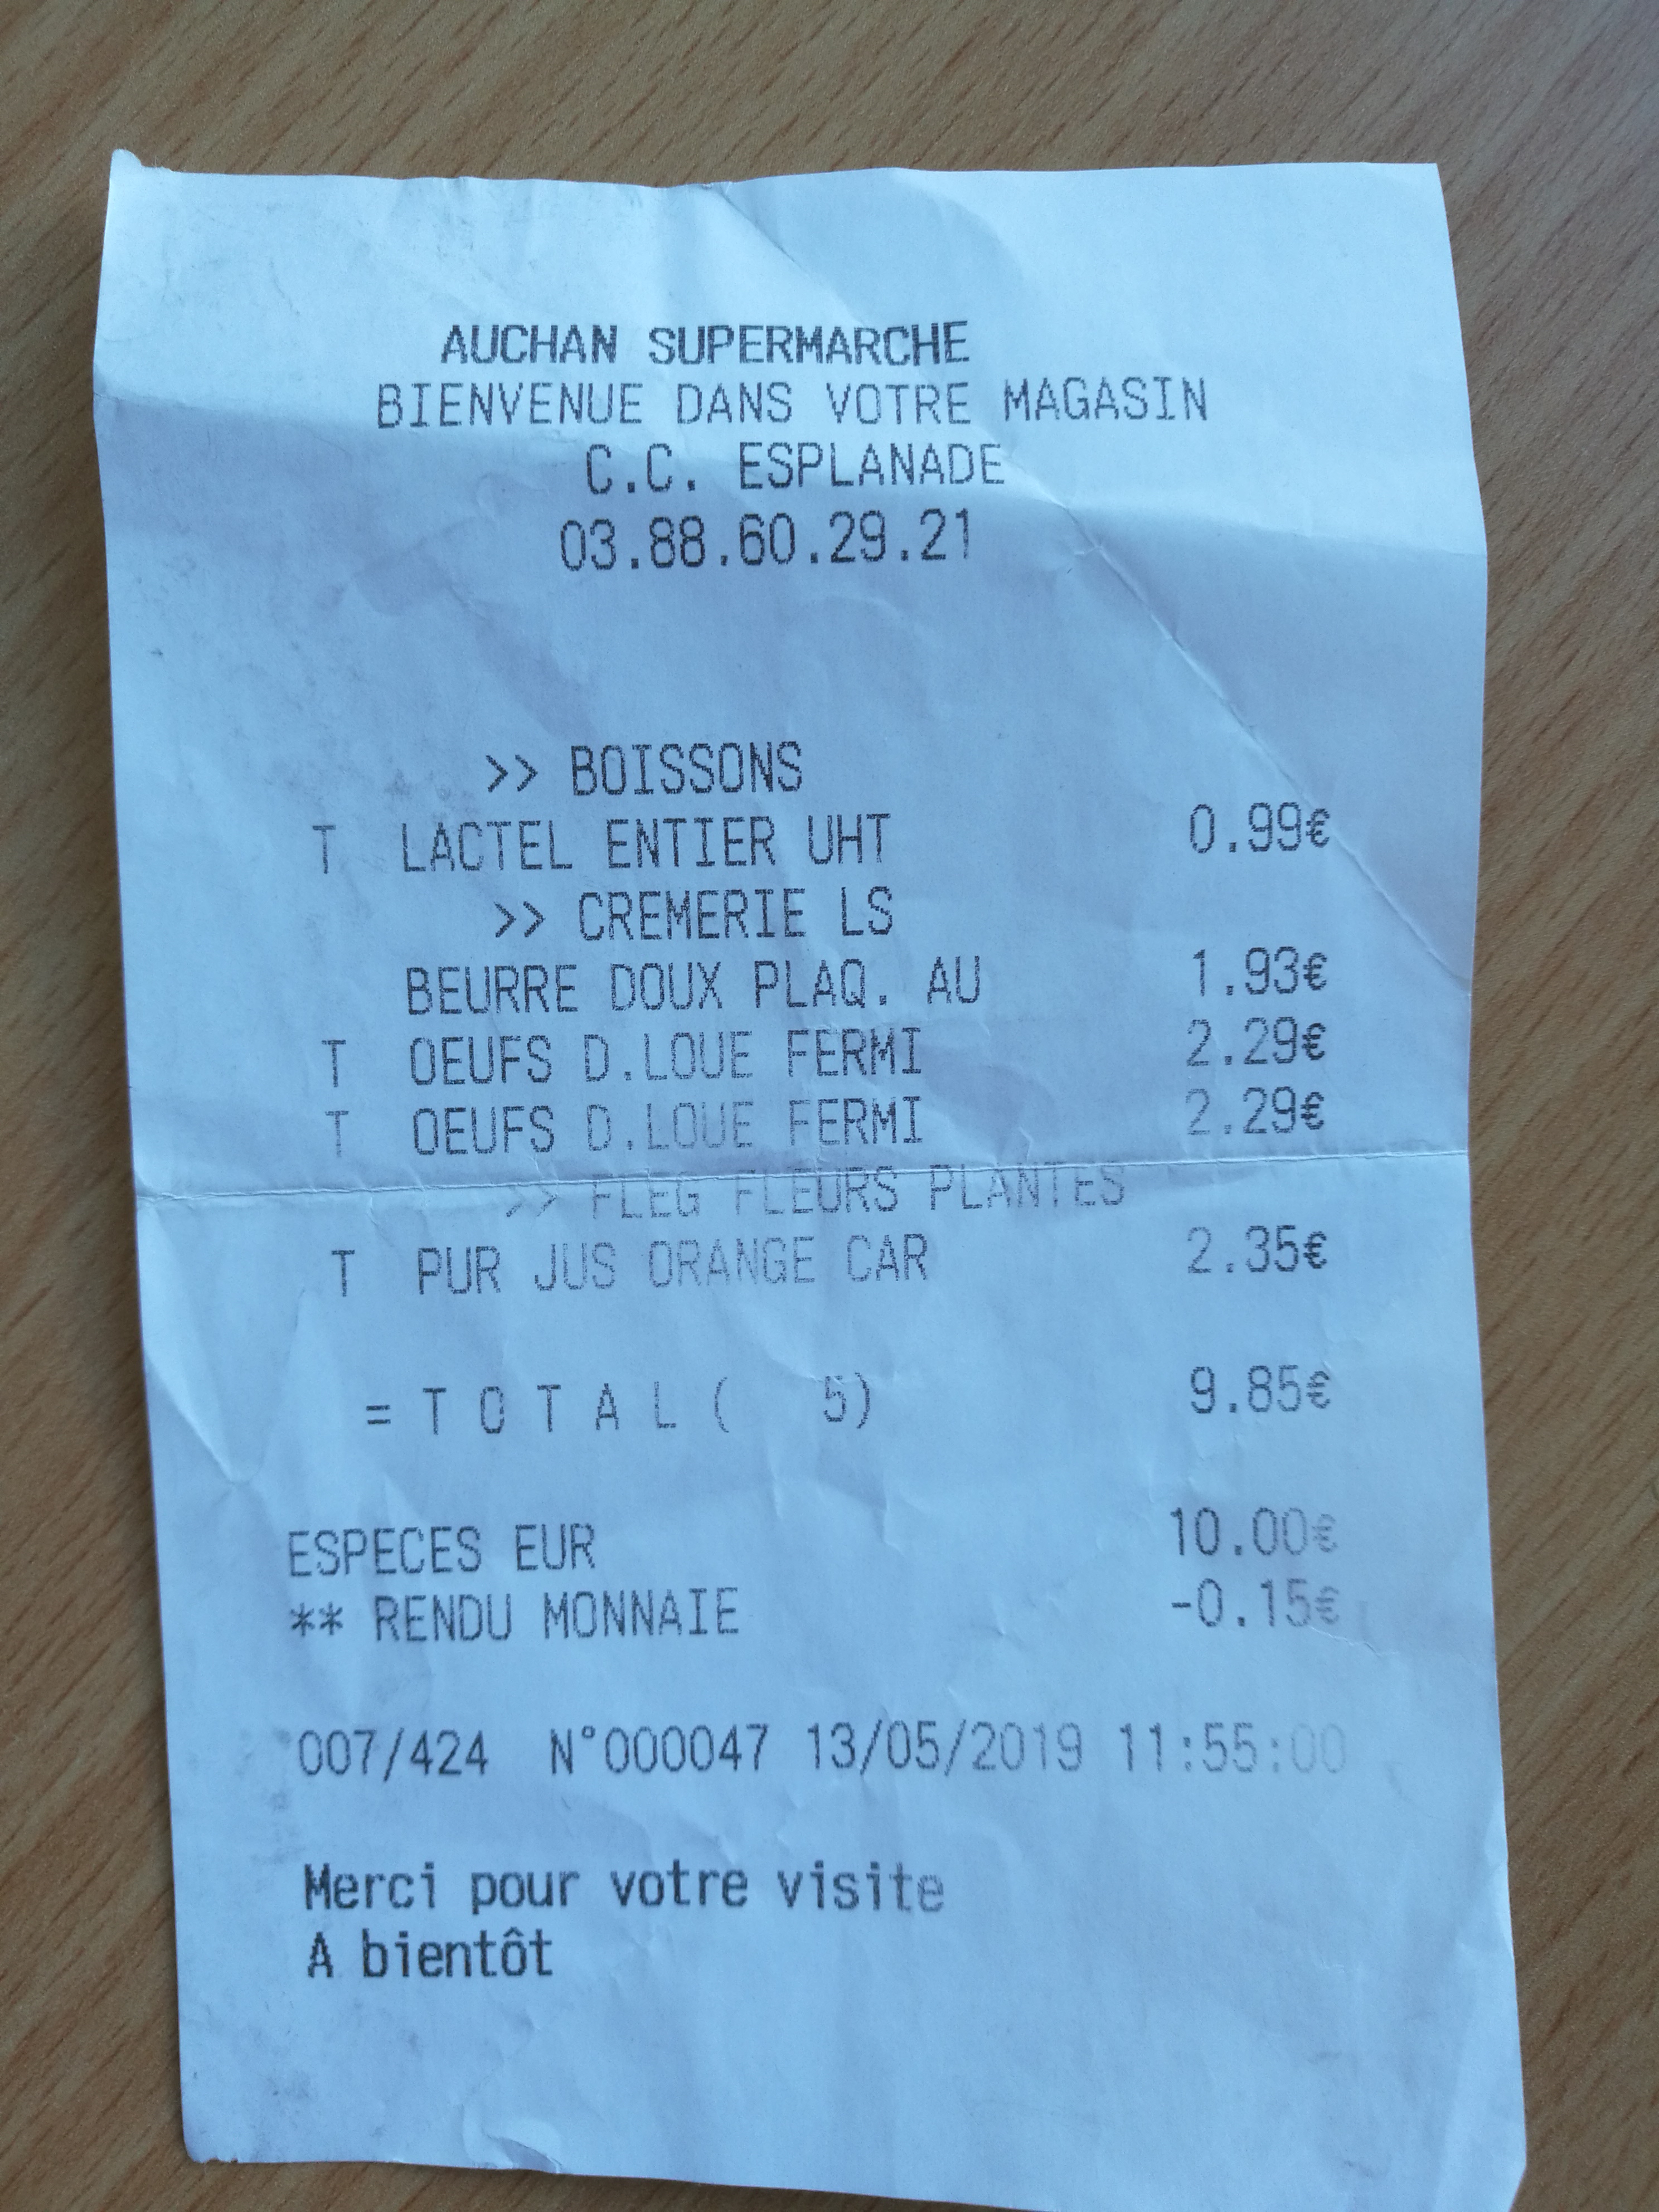 AUCHAN SUPERMARCHE
BIENVENUE DANS VOTRE MAGASIN
C.C. ESPLANADE
03.88.60.29.21
>> BOISSONS
T LACTEL ENTIER UHT 0.99€
>> CREMERIE LS
BEURRE DOUX PLAQ. AU 1.93€
T OEUFS D.LOUE FERMI 2.29€
T OEUFS D.LOUE FERMI 2.29€
>> FLEG FLEURS PLANTES
T PUR JUS ORANGE CAR 2.35€
= T O T A L ( 5) 9.85€
ESPECES EUR 10.00€
** RENDU MONNAIE -0.15€
007/424 N°000047 13/05/2019 11:55:00
Merci pour votre visite
A bientôt